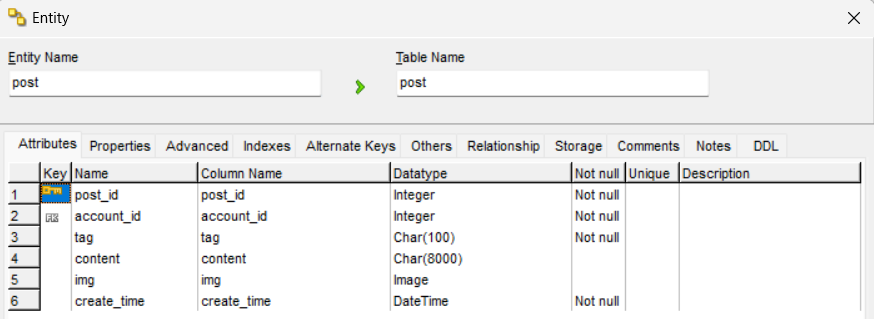 Entity
Entity Name Table Name
post post
Attributes Properties Advanced Indexes Alternate Keys Others Relationship Storage Comments Notes DDL
Key Name Column Name Datatype Not null Unique Description
1 post_id post_id Integer Not null
2 FK account_id account_id Integer Not null
3 tag tag Char(100) Not null
4 content content Char(8000)
5 img img Image
6 create_time create_time DateTime Not null